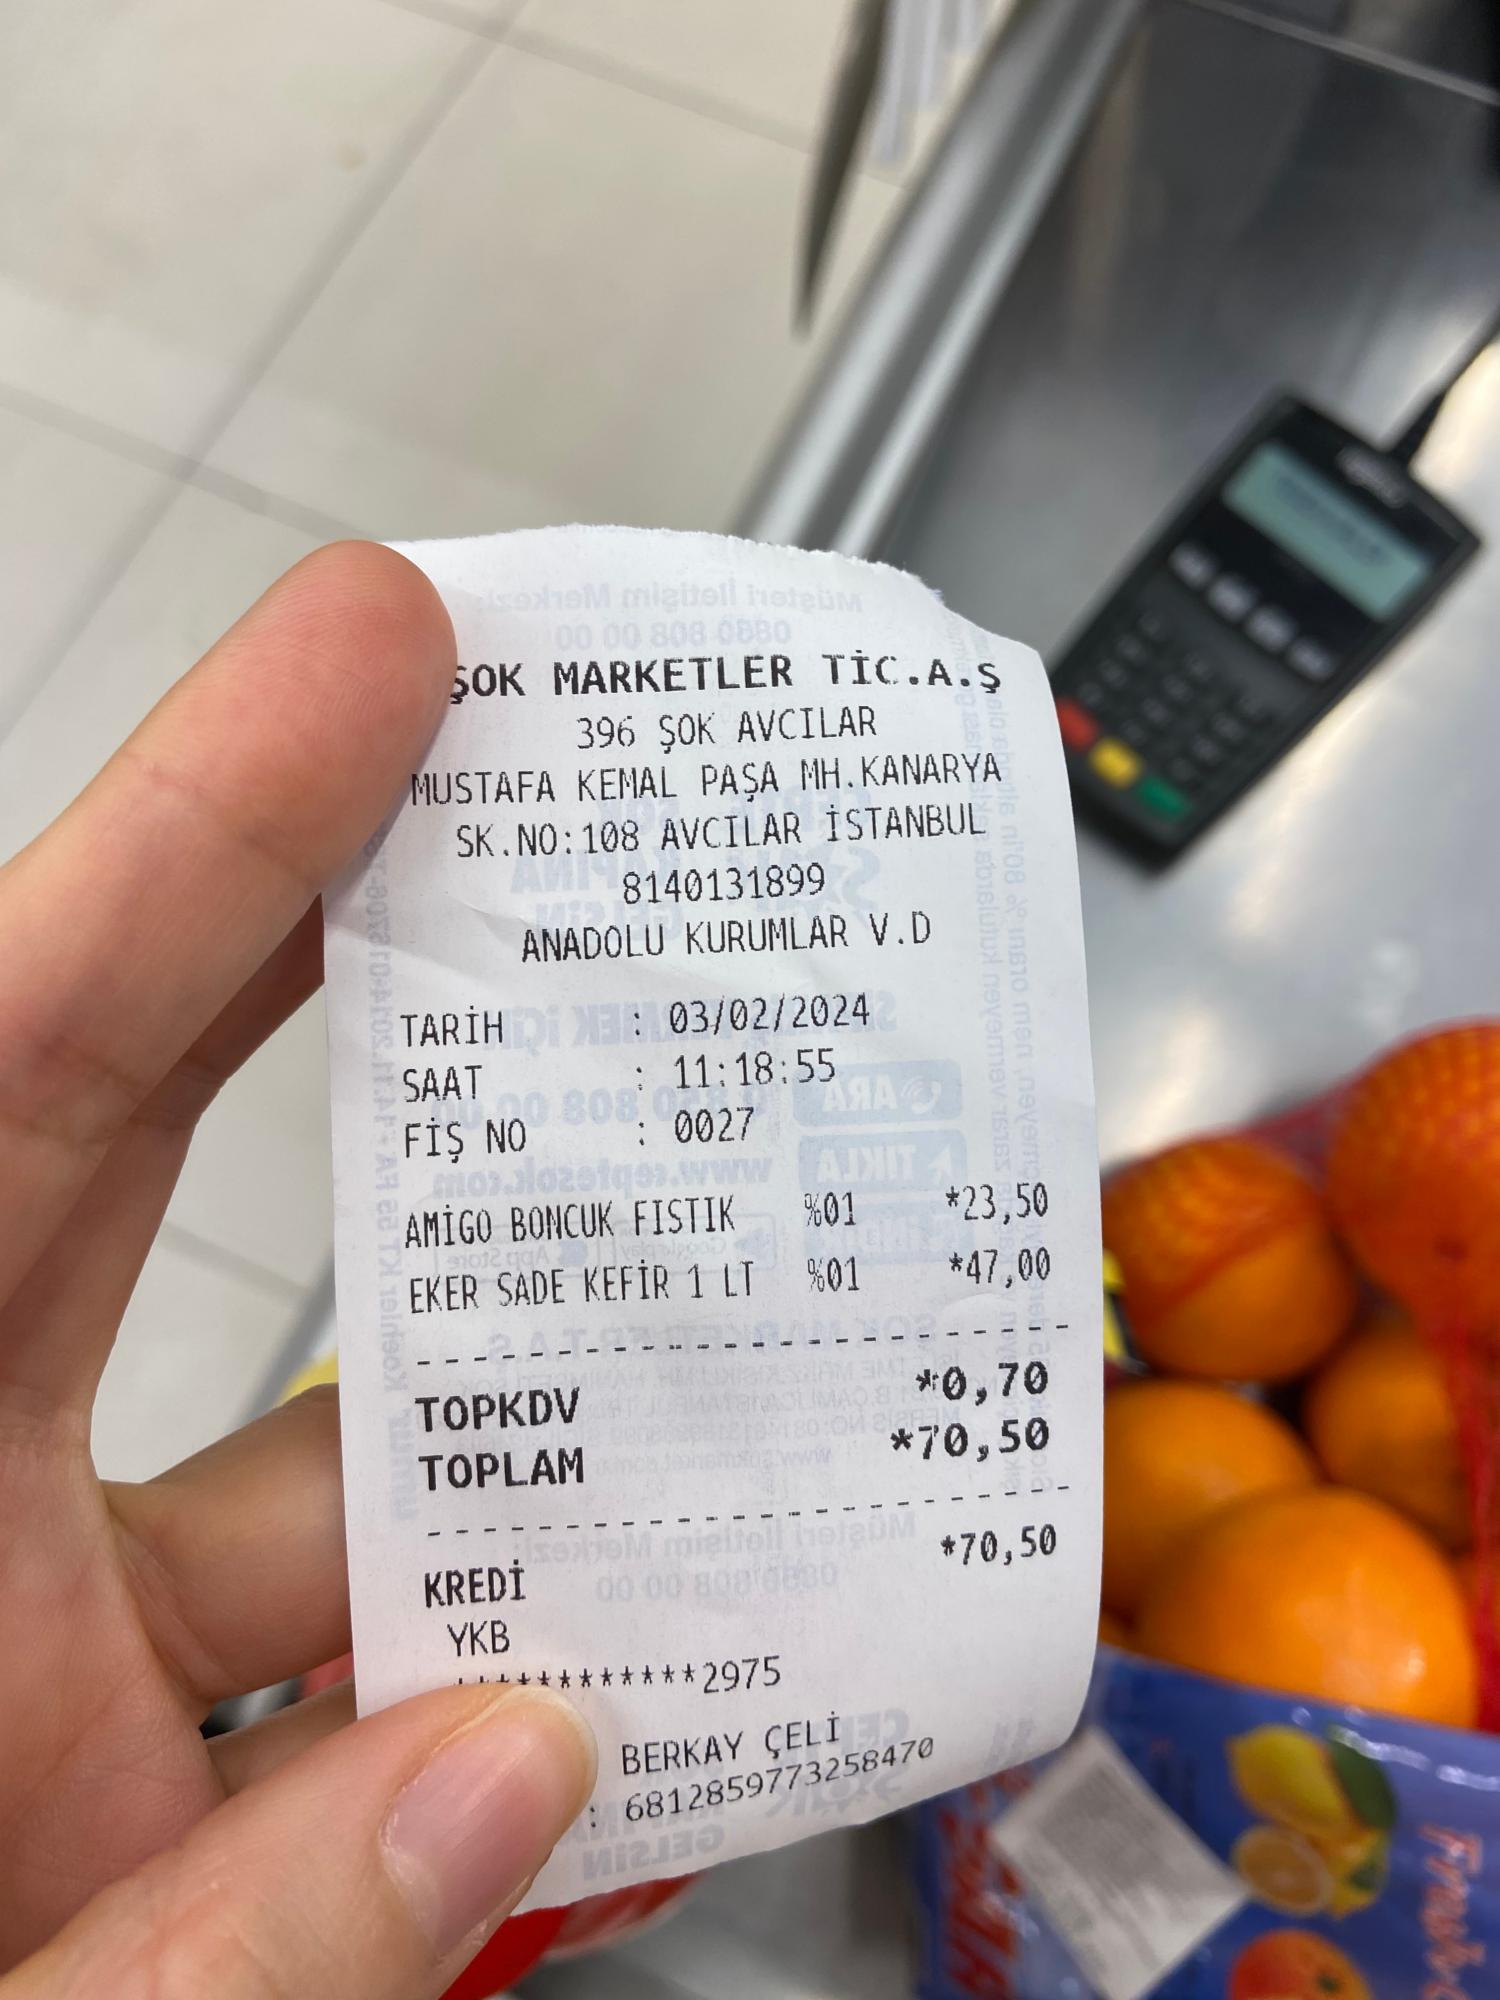 ŞOK MARKETLER TİC.A.Ş
396 ŞOK AVCILAR
MUSTAFA KEMAL PAŞA MH.KANARYA
SK.NO:108 AVCILAR İSTANBUL
8140131899
ANADOLU KURUMLAR V.D
TARİH : 03/02/2024
SAAT : 11:18:55
FİŞ NO : 0027
AMİGO BONCUK FISTIK %01 *23,50
EKER SADE KEFİR 1 LT %01 *47,00
TOPKDV *0,70
TOPLAM *70,50
KREDİ *70,50
YKB
************2975
BERKAY ÇELİ
: 6812859773258470